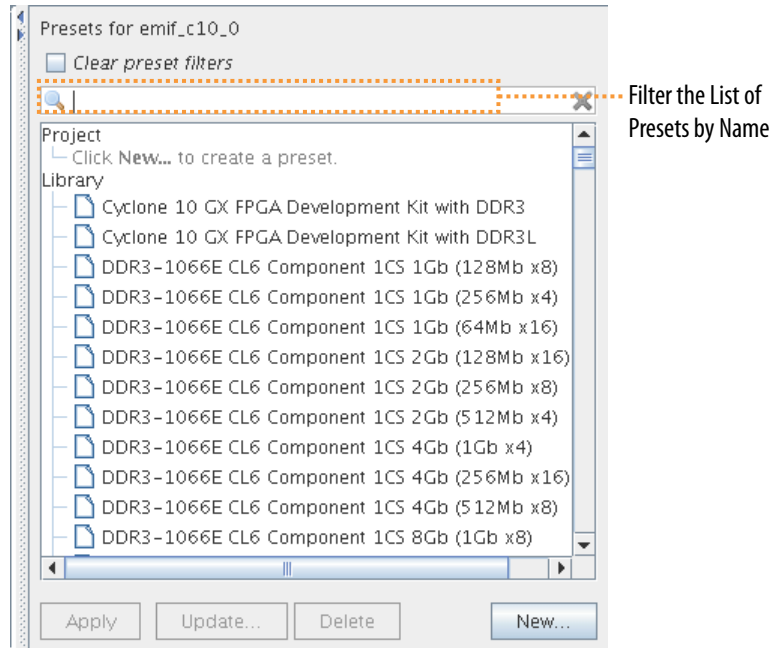 Presets for emif_c10_0
Clear preset filters
Filter the List of
Presets by Name
Project
Click New... to create a preset.
Library
Cyclone 10 GX FPGA Development Kit with DDR3
Cyclone 10 GX FPGA Development Kit with DDR3L
DDR3-1066E CL6 Component 1CS 1Gb (128Mb x8)
DDR3-1066E CL6 Component 1CS 1Gb (256Mb x4)
DDR3-1066E CL6 Component 1CS 1Gb (64Mb x16)
DDR3-1066E CL6 Component 1CS 2Gb (128Mb x16)
DDR3-1066E CL6 Component 1CS 2Gb (256Mb x8)
DDR3-1066E CL6 Component 1CS 2Gb (512Mb x4)
DDR3-1066E CL6 Component 1CS 4Gb (1Gb x4)
DDR3-1066E CL6 Component 1CS 4Gb (256Mb x16)
DDR3-1066E CL6 Component 1CS 4Gb (512Mb x8)
DDR3-1066E CL6 Component 1CS 8Gb (1Gb x8)
Apply Update... Delete New...